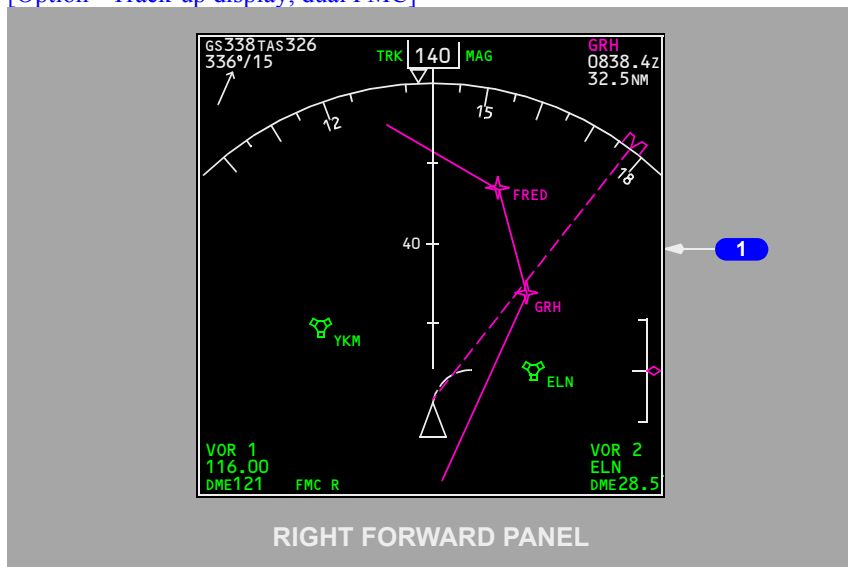 [Option - Track-up display, dual FMC]
GS338TAS326
336°/15
TRK 140 MAG
GRH
0838.4Z
32.5NM
12
15
18
FRED
40
GRH
YKM
ELN
1
VOR 1
116.00
DME121
FMC R
VOR 2
ELN
DME28.5
RIGHT FORWARD PANEL